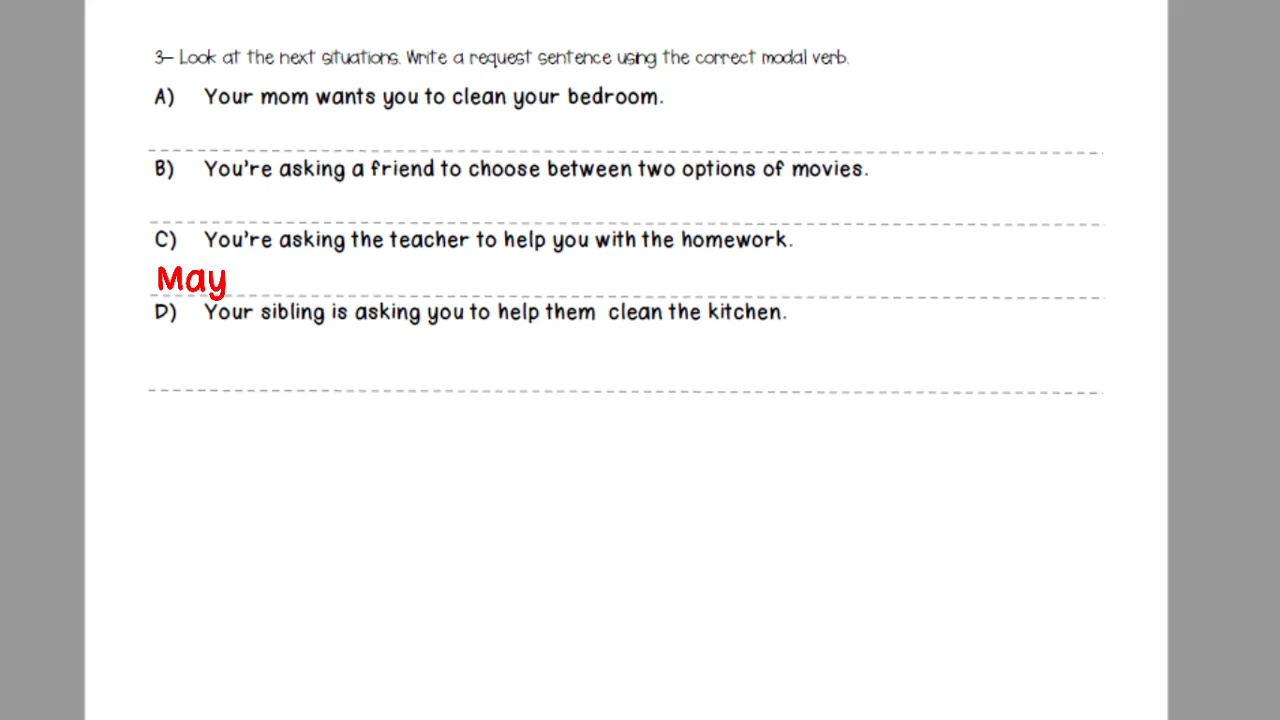 3- Look at the next situations. Write a request sentence using the correct modal verb.
A) Your mom wants you to clean your bedroom.
B) You're asking a friend to choose between two options of movies.
C) You're asking the teacher to help you with the homework.
May
D) Your sibling is asking you to help them clean the kitchen.